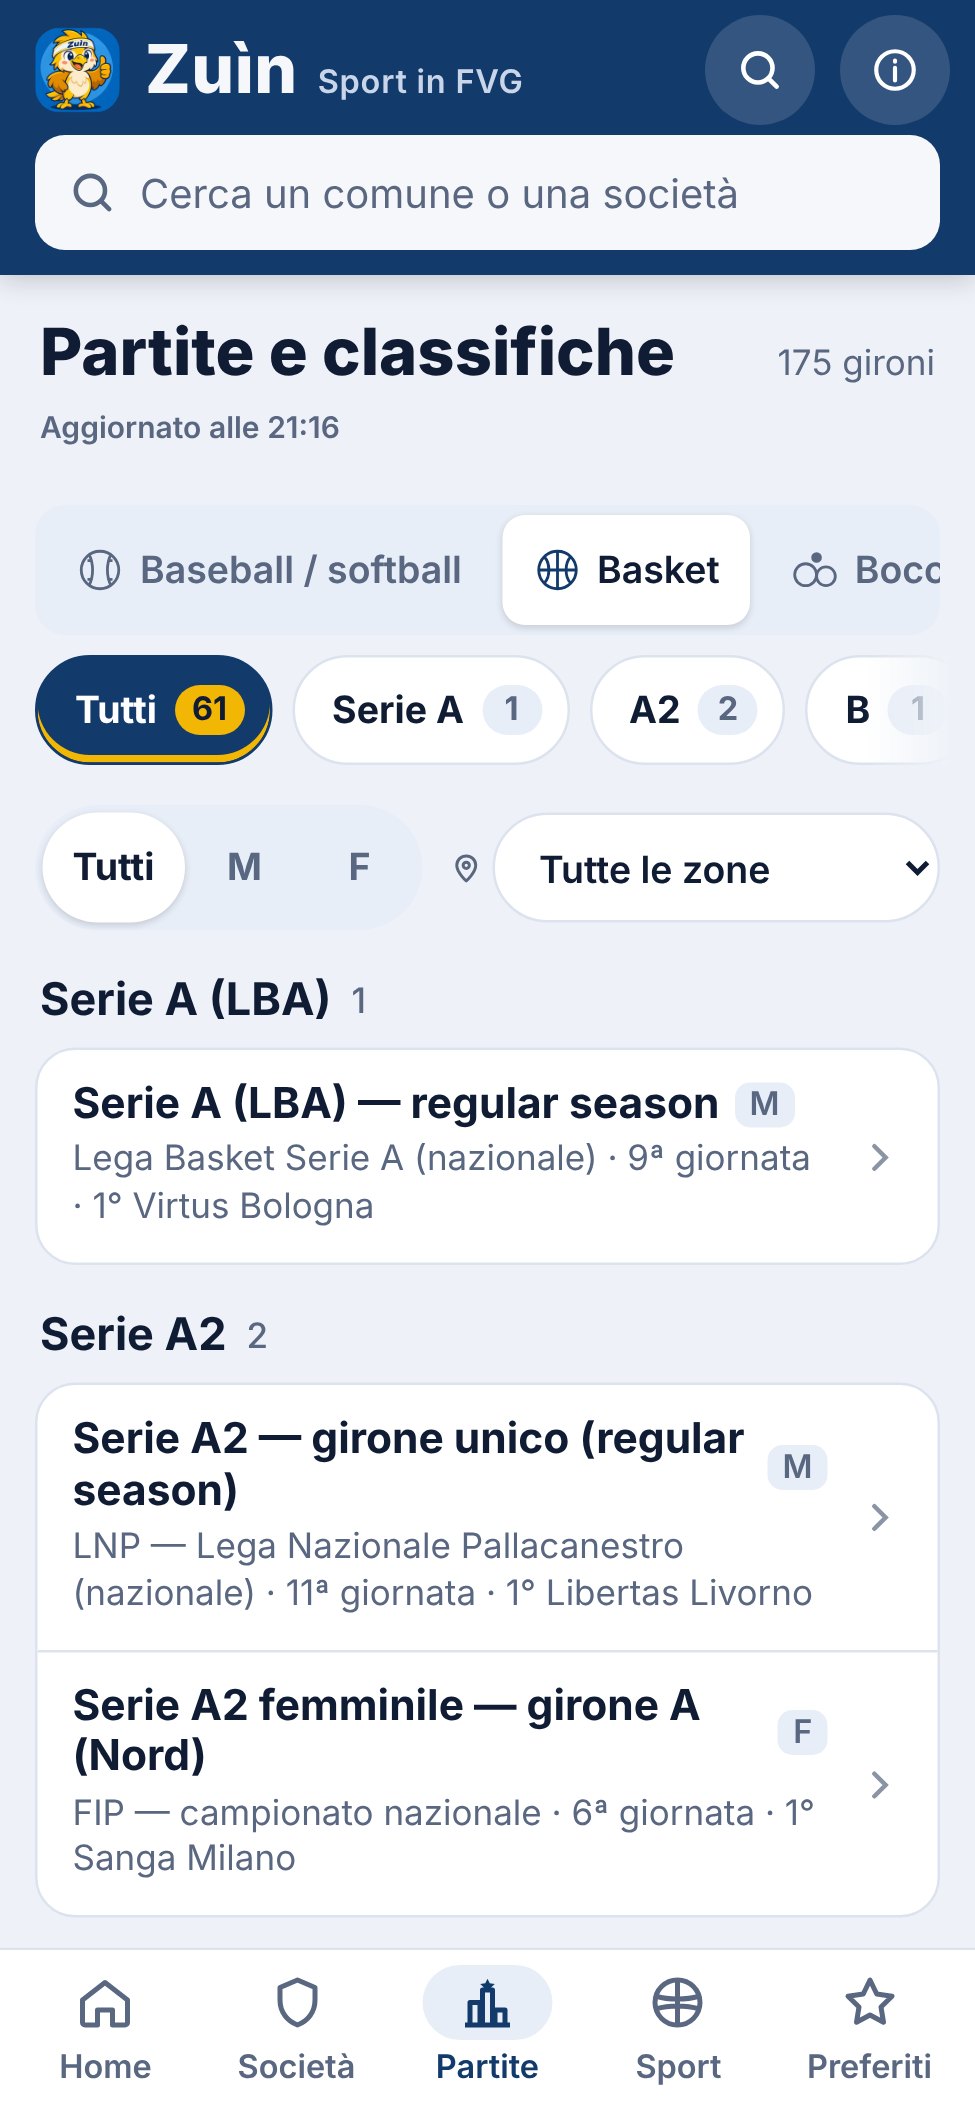 Zuìn
Zuìn Sport in FVG
Cerca un comune o una società
Partite e classifiche 175 gironi
Aggiornato alle 21:16
Baseball / softball Basket Bocc
Tutti 61 Serie A 1 A2 2 B 1
Tutti M F Tutte le zone
Serie A (LBA) 1
Serie A (LBA) — regular season M
Lega Basket Serie A (nazionale) · 9ª giornata
· 1° Virtus Bologna
Serie A2 2
Serie A2 — girone unico (regular
season) M
LNP — Lega Nazionale Pallacanestro
(nazionale) · 11ª giornata · 1° Libertas Livorno
Serie A2 femminile — girone A
(Nord) F
FIP — campionato nazionale · 6ª giornata · 1°
Sanga Milano
Home Società Partite Sport Preferiti